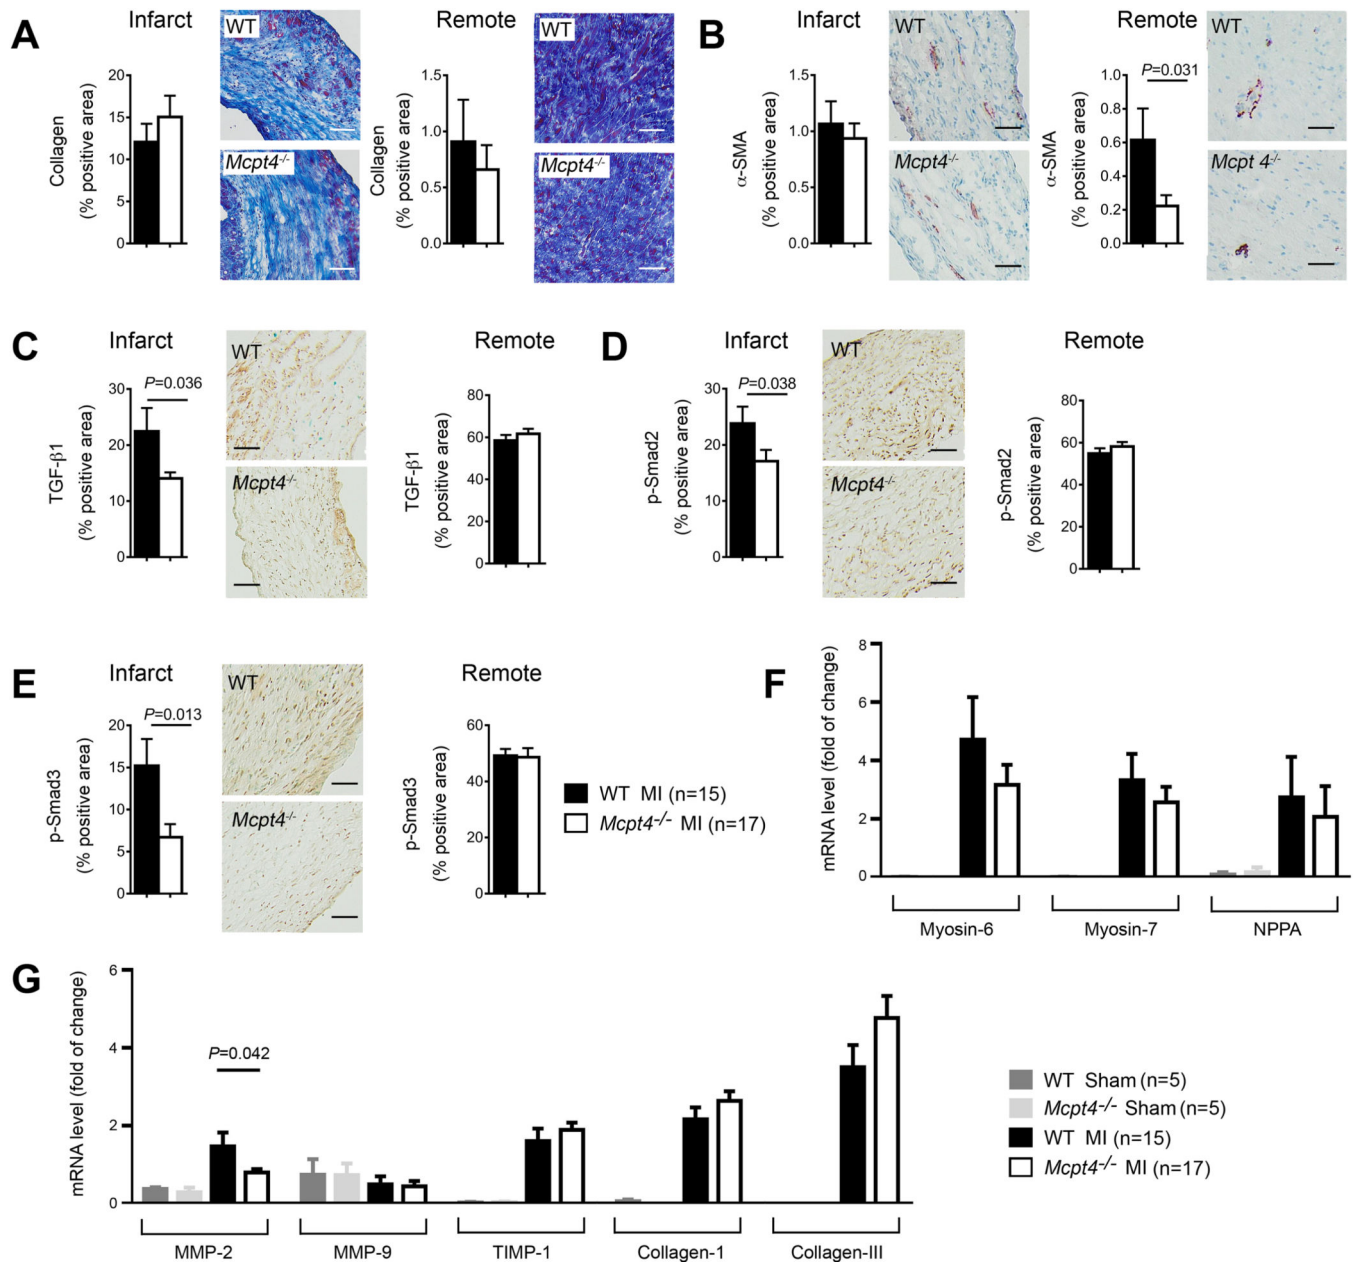 A
Infarct
WT
Remote
WT
Collagen
(% positive area)
20
15
10
5
0
Mcpt4-/-
Collagen
(% positive area)
1.5
1.0
0.5
0.0
Mcpt4-/-
B
Infarct
WT
Remote
WT
α-SMA
(% positive area)
1.5
1.0
0.5
0.0
Mcpt4-/-
α-SMA
(% positive area)
1.0
0.8
0.6
0.4
0.2
0.0
P=0.031
Mcpt 4-/-
C
Infarct
WT
Remote
TGF-β1
(% positive area)
30
20
10
0
P=0.036
Mcpt4-/-
TGF-β1
(% positive area)
80
60
40
20
0
D
Infarct
WT
Remote
p-Smad2
(% positive area)
30
20
10
0
P=0.038
Mcpt4-/-
p-Smad2
(% positive area)
80
60
40
20
0
E
Infarct
WT
Remote
p-Smad3
(% positive area)
20
15
10
5
0
P=0.013
Mcpt4-/-
p-Smad3
(% positive area)
60
40
20
0
WT MI (n=15)
Mcpt4-/- MI (n=17)
F
mRNA level (fold of change)
8
6
4
2
0
Myosin-6
Myosin-7
NPPA
G
mRNA level (fold of change)
6
4
2
0
P=0.042
MMP-2
MMP-9
TIMP-1
Collagen-1
Collagen-III
WT Sham (n=5)
Mcpt4-/- Sham (n=5)
WT MI (n=15)
Mcpt4-/- MI (n=17)